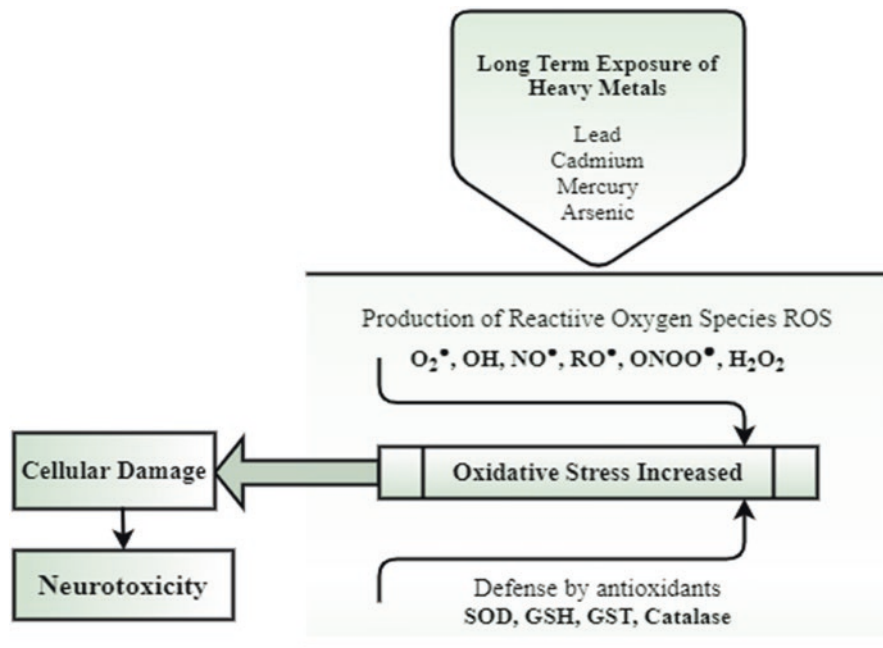 Long Term Exposure of
Heavy Metals
Lead
Cadmium
Mercury
Arsenic
Production of Reactiive Oxygen Species ROS
O₂•, OH, NO•, RO•, ONOO•, H₂O₂
Oxidative Stress Increased
Cellular Damage
Neurotoxicity
Defense by antioxidants
SOD, GSH, GST, Catalase